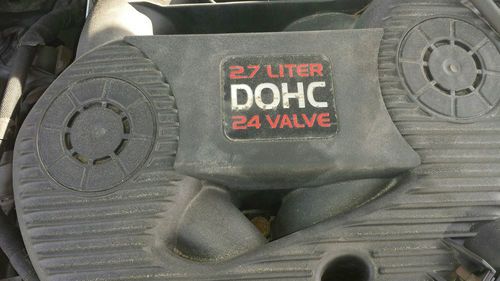 2.7 LITER
DOHC
24 VALVE